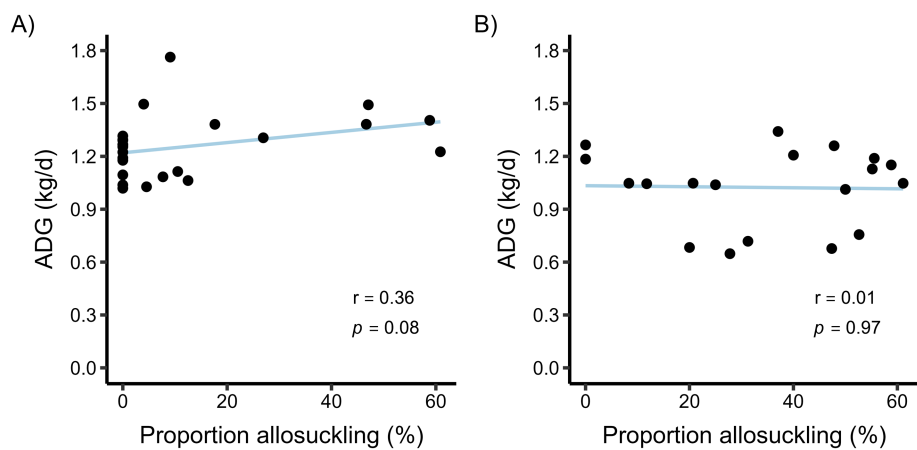 A)
ADG (kg/d)
1.8
1.5
1.2
0.9
0.6
0.3
0.0
r = 0.36
p = 0.08
0 20 40 60
Proportion allosuckling (%)
B)
ADG (kg/d)
1.8
1.5
1.2
0.9
0.6
0.3
0.0
r = 0.01
p = 0.97
0 20 40 60
Proportion allosuckling (%)